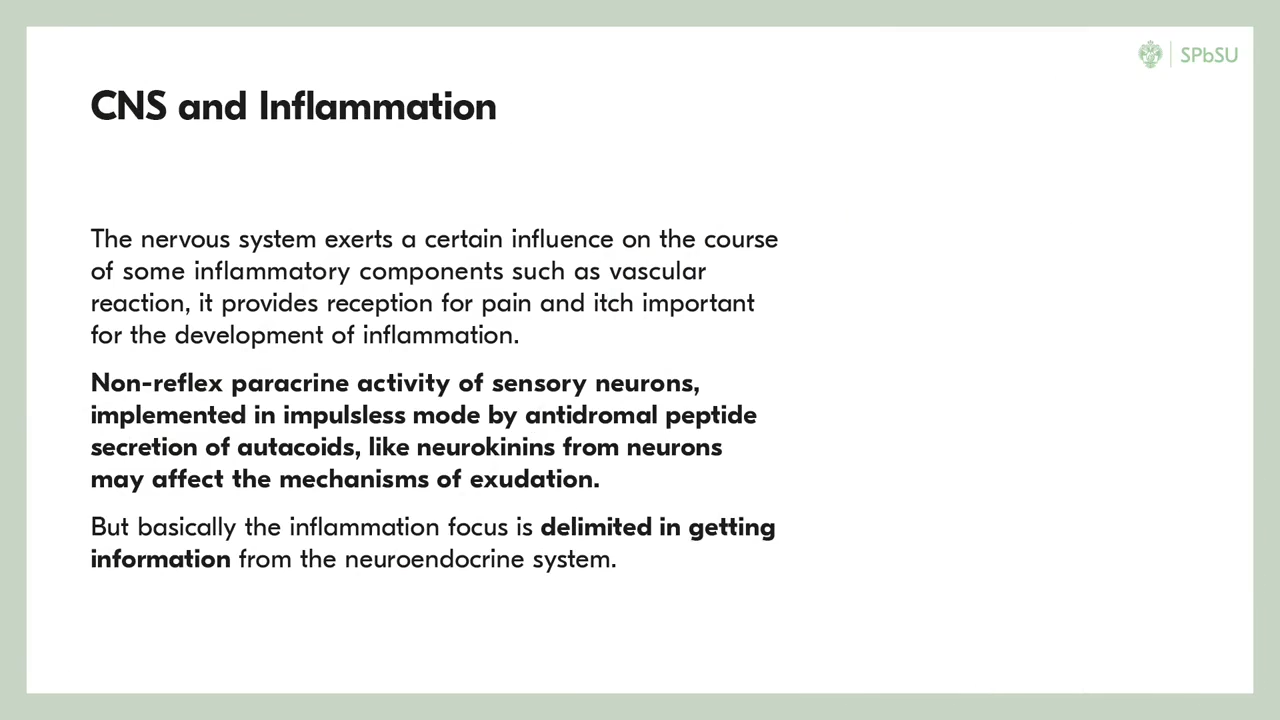 SPbSU
CNS and Inflammation
The nervous system exerts a certain influence on the course
of some inflammatory components such as vascular
reaction, it provides reception for pain and itch important
for the development of inflammation.
Non-reflex paracrine activity of sensory neurons,
implemented in impulsless mode by antidromal peptide
secretion of autacoids, like neurokinins from neurons
may affect the mechanisms of exudation.
But basically the inflammation focus is delimited in getting
information from the neuroendocrine system.